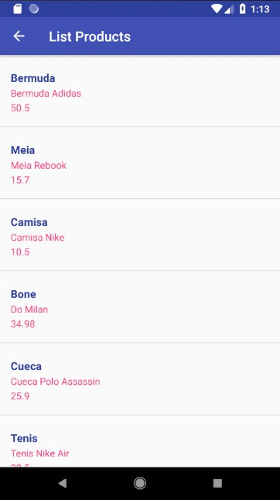 1:13
List Products
Bermuda
Bermuda Adidas
50.5
Meia
Meia Rebook
15.7
Camisa
Camisa Nike
10.5
Bone
Do Milan
34.98
Cueca
Cueca Polo Assassin
25.9
Tenis
Tenis Nike Air